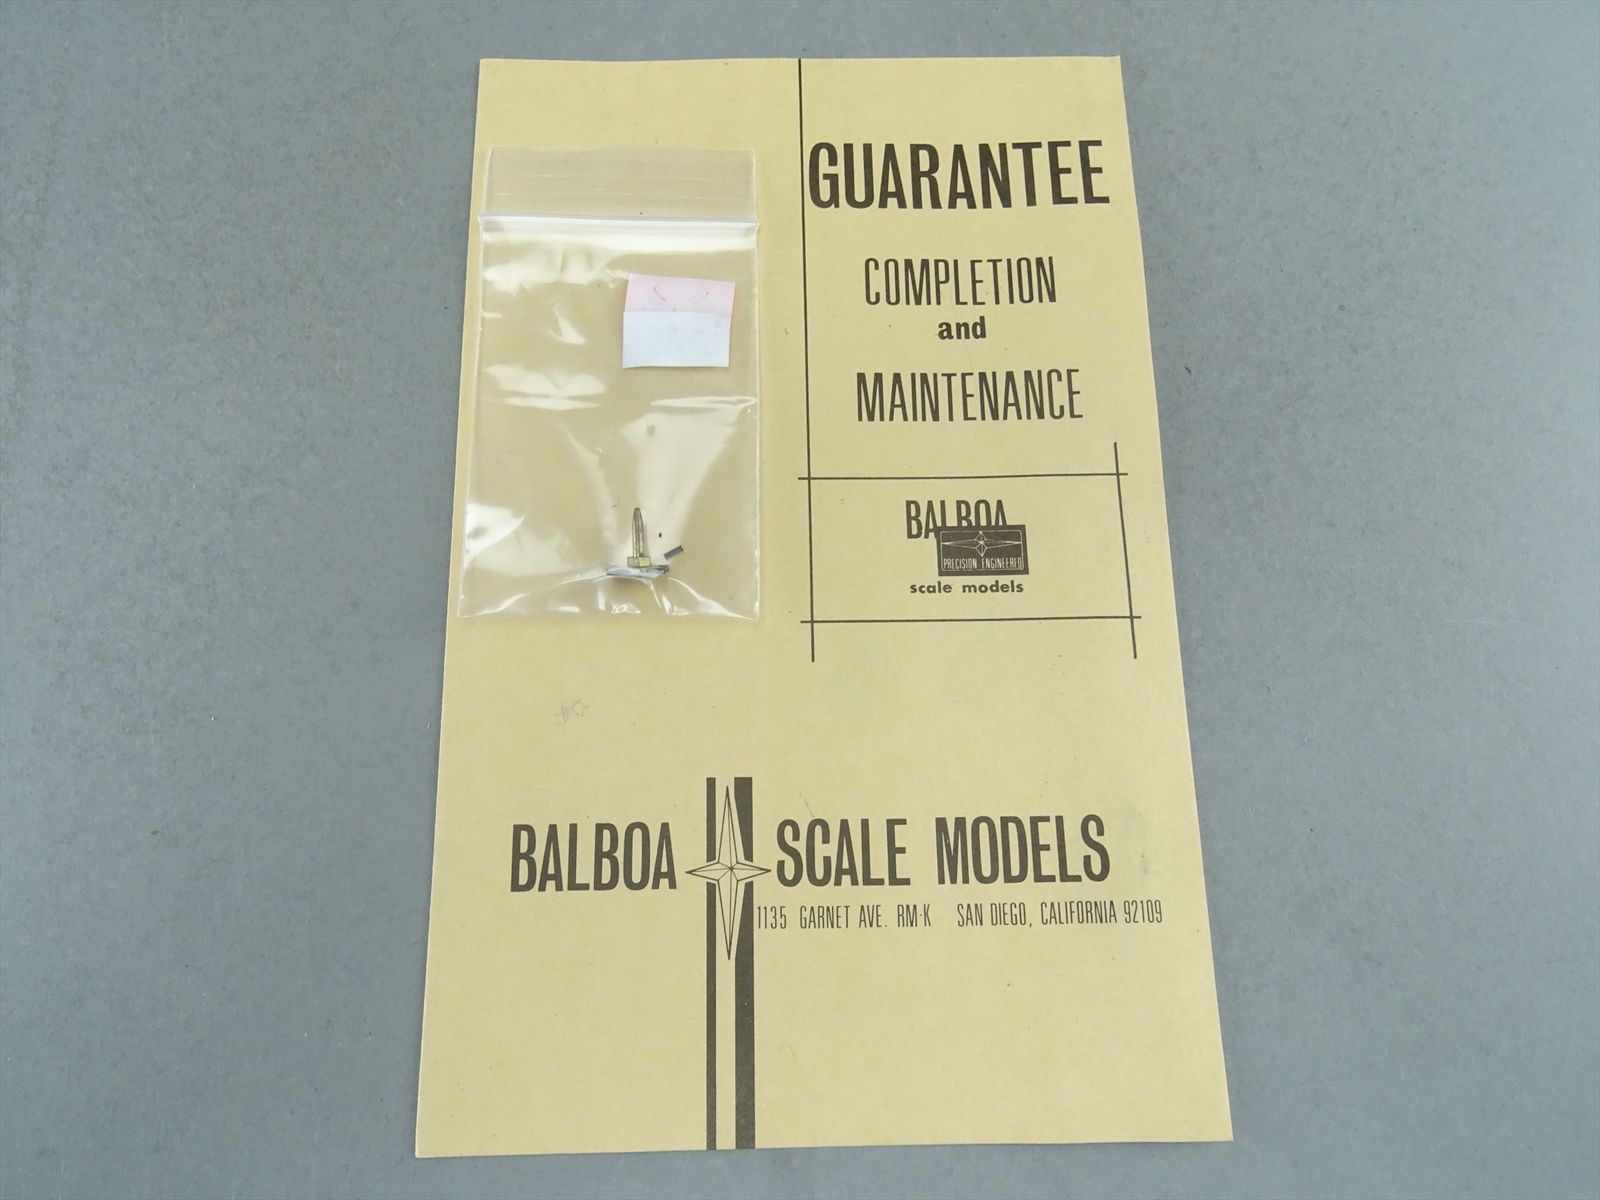 GUARANTEE
COMPLETION
and
MAINTENANCE
BALBOA
PRECISION ENGINEERED
scale models
BALBOA SCALE MODELS
1135 GARNET AVE. RM-K SAN DIEGO, CALIFORNIA 92109